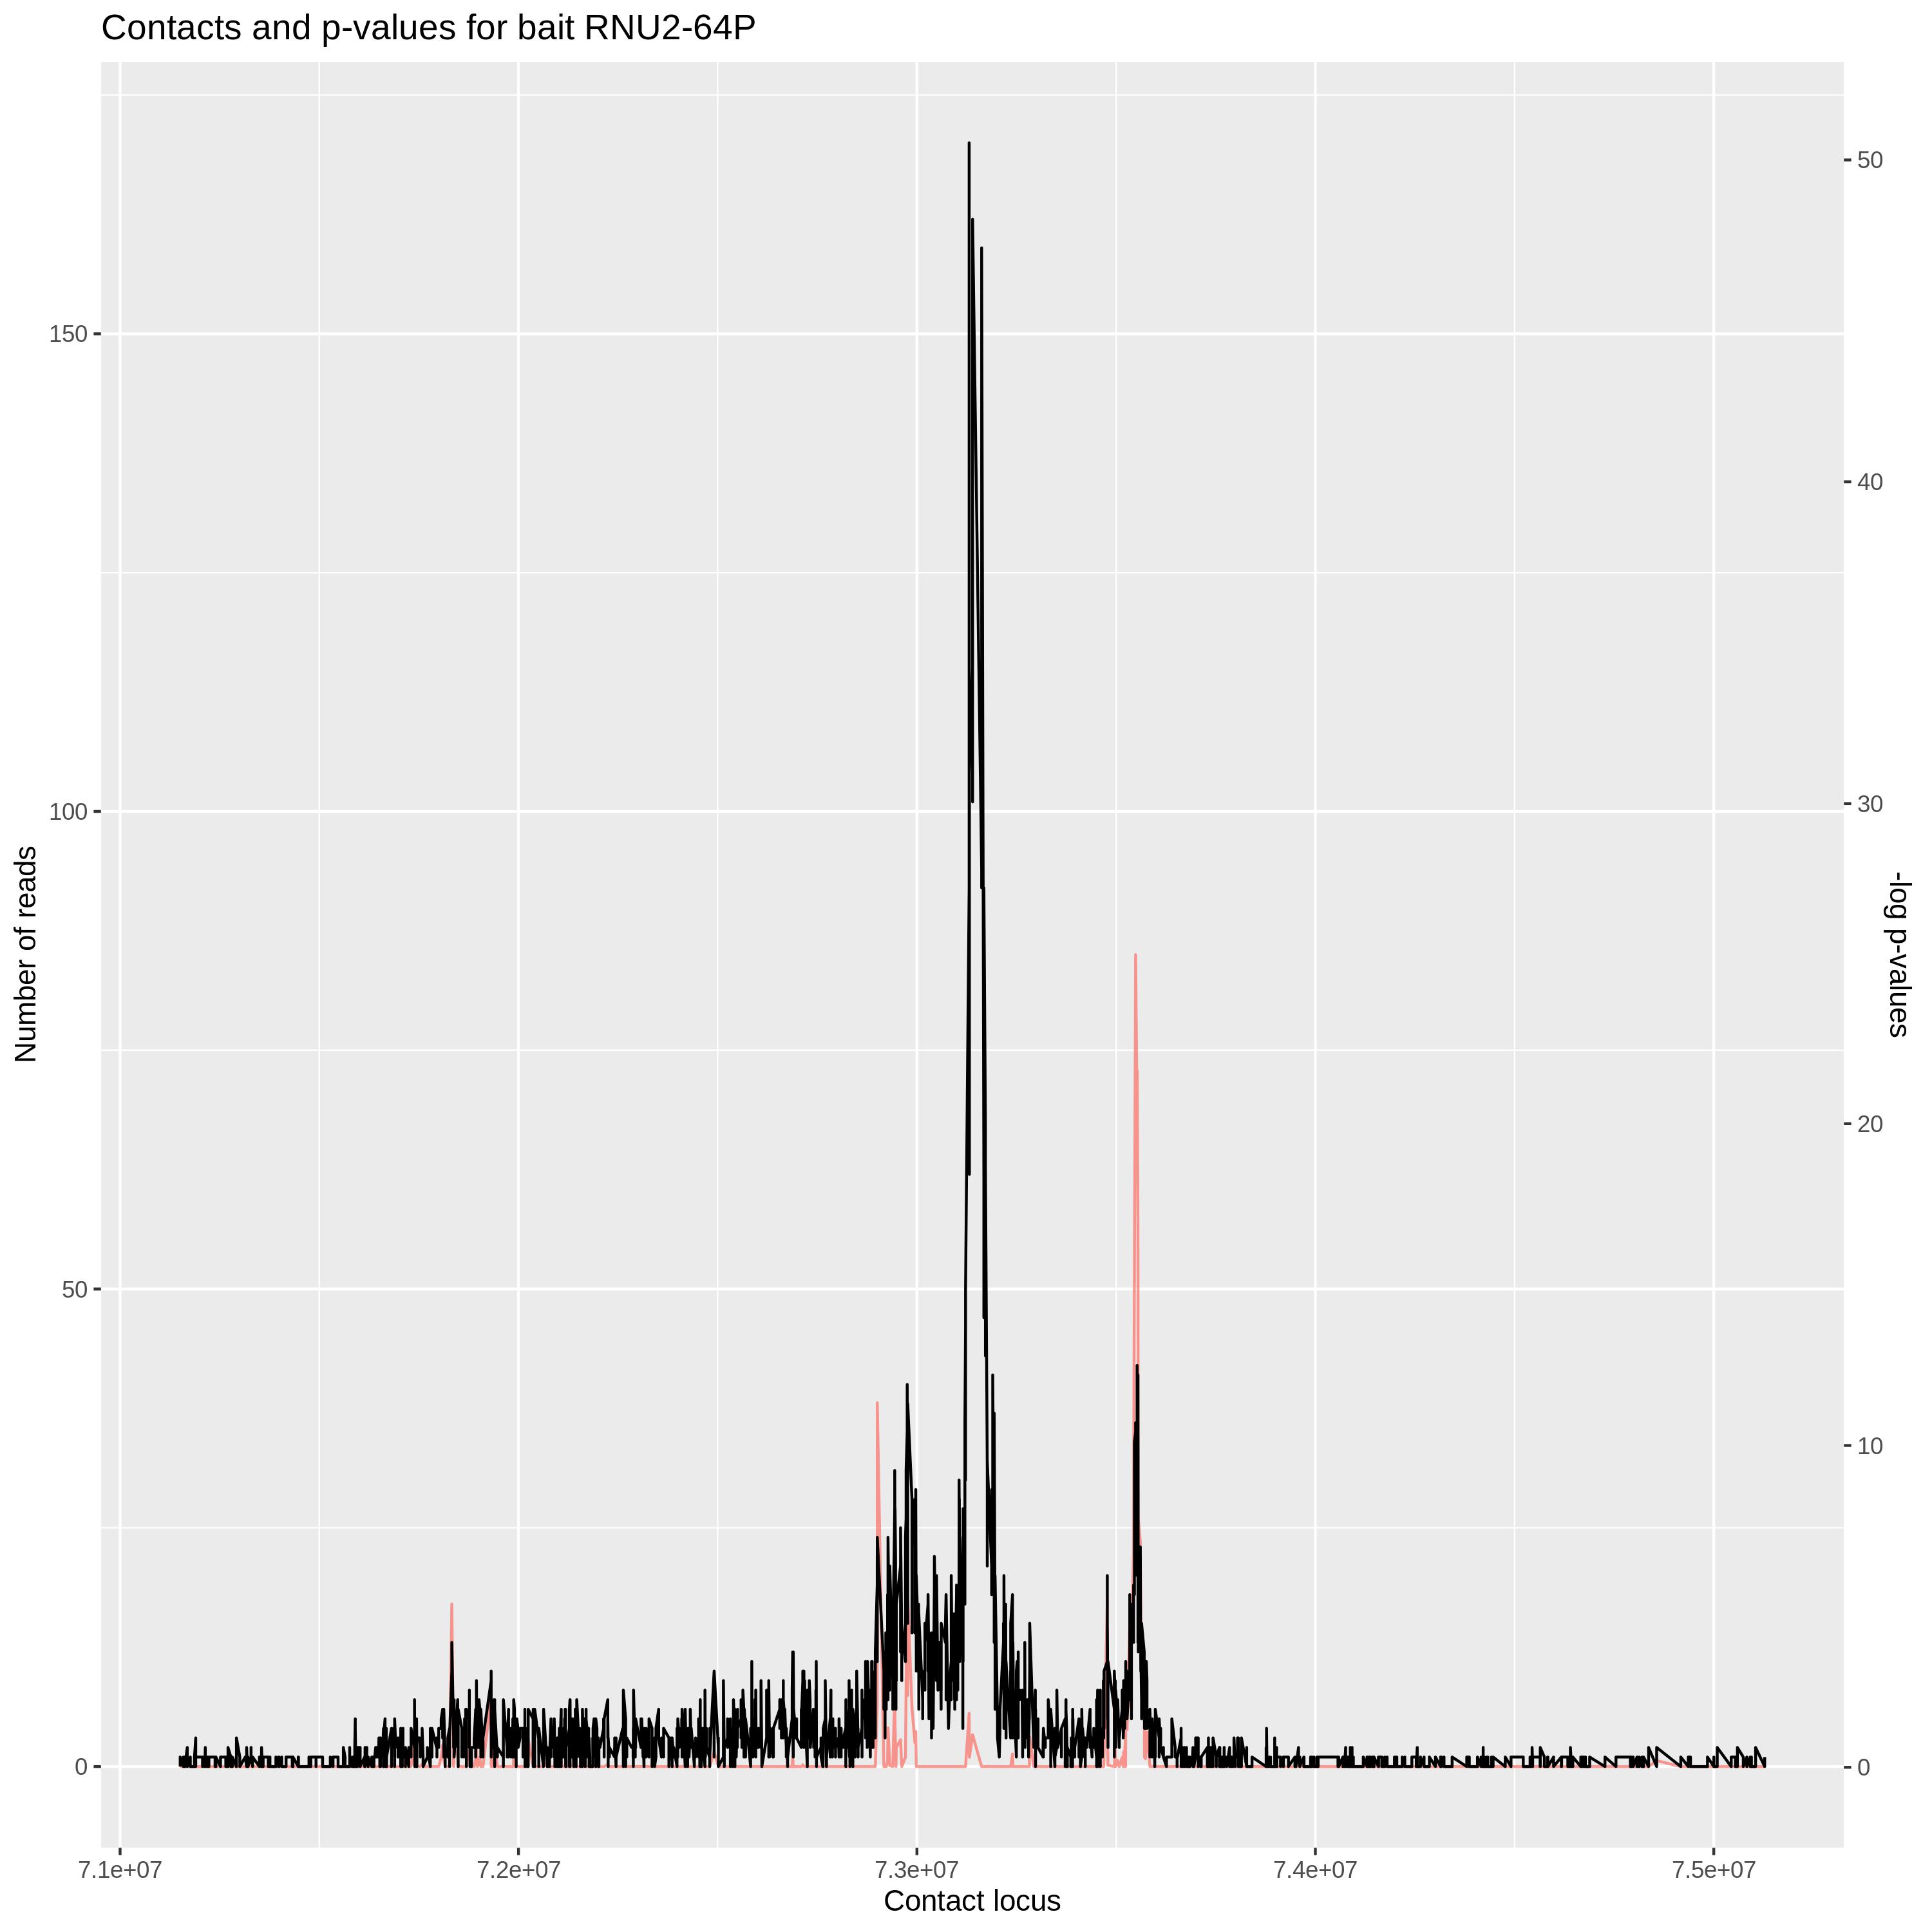 Contacts and p-values for bait RNU2-64P
150
100
50
0
Number of reads
50
40
30
20
10
0
-log p-values
7.1e+07 7.2e+07 7.3e+07 7.4e+07 7.5e+07
Contact locus